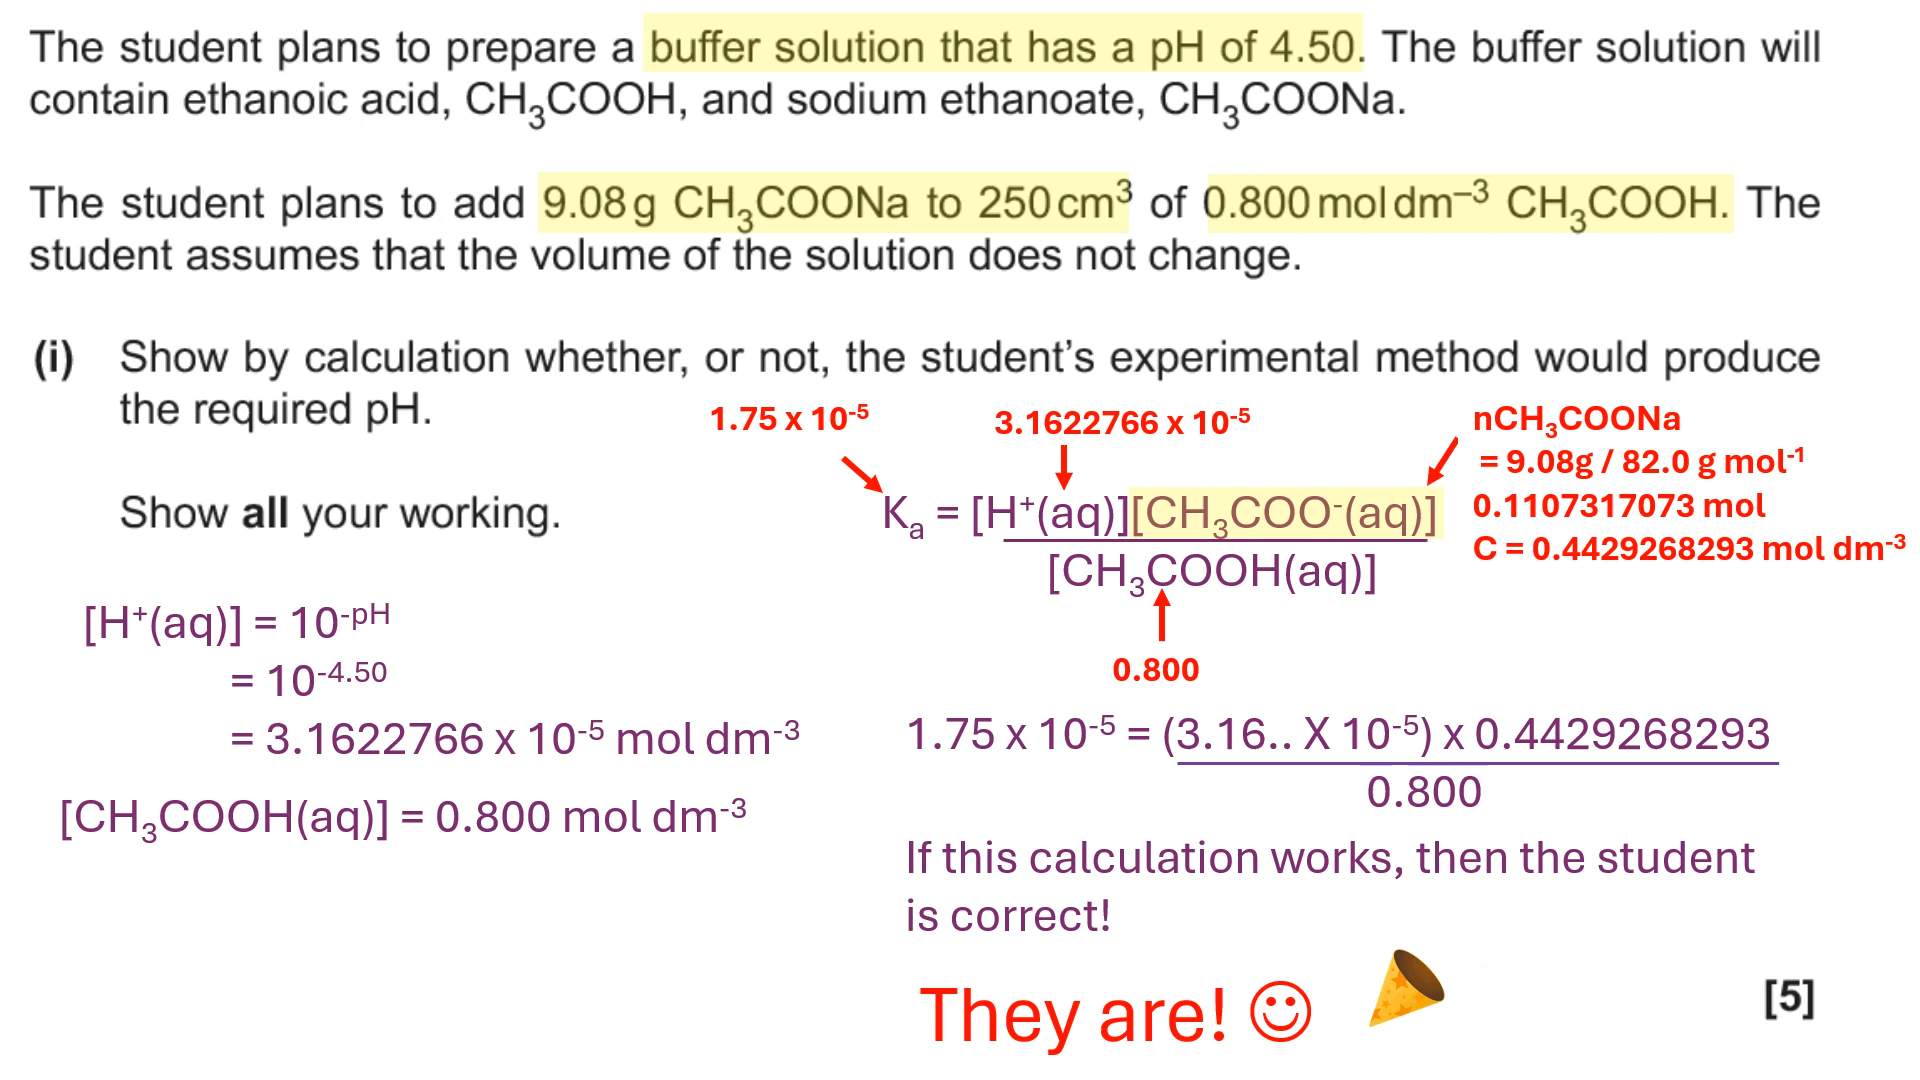 The student plans to prepare a buffer solution that has a pH of 4.50. The buffer solution will
contain ethanoic acid, CH₃COOH, and sodium ethanoate, CH₃COONa.
The student plans to add 9.08 g CH₃COONa to 250 cm³ of 0.800 mol dm⁻³ CH₃COOH. The
student assumes that the volume of the solution does not change.
(i) Show by calculation whether, or not, the student’s experimental method would produce
the required pH.
Show all your working.
1.75 x 10⁻⁵
3.1622766 x 10⁻⁵
nCH₃COONa
= 9.08g / 82.0 g mol⁻¹
0.1107317073 mol
C = 0.4429268293 mol dm⁻³
Kₐ = [H⁺(aq)][CH₃COO⁻(aq)]
[CH₃COOH(aq)]
0.800
[H⁺(aq)] = 10⁻ᵖᴴ
= 10⁻⁴·⁵⁰
= 3.1622766 x 10⁻⁵ mol dm⁻³
[CH₃COOH(aq)] = 0.800 mol dm⁻³
1.75 x 10⁻⁵ = (3.16.. X 10⁻⁵) x 0.4429268293
0.800
If this calculation works, then the student
is correct!
They are! ☺
[5]